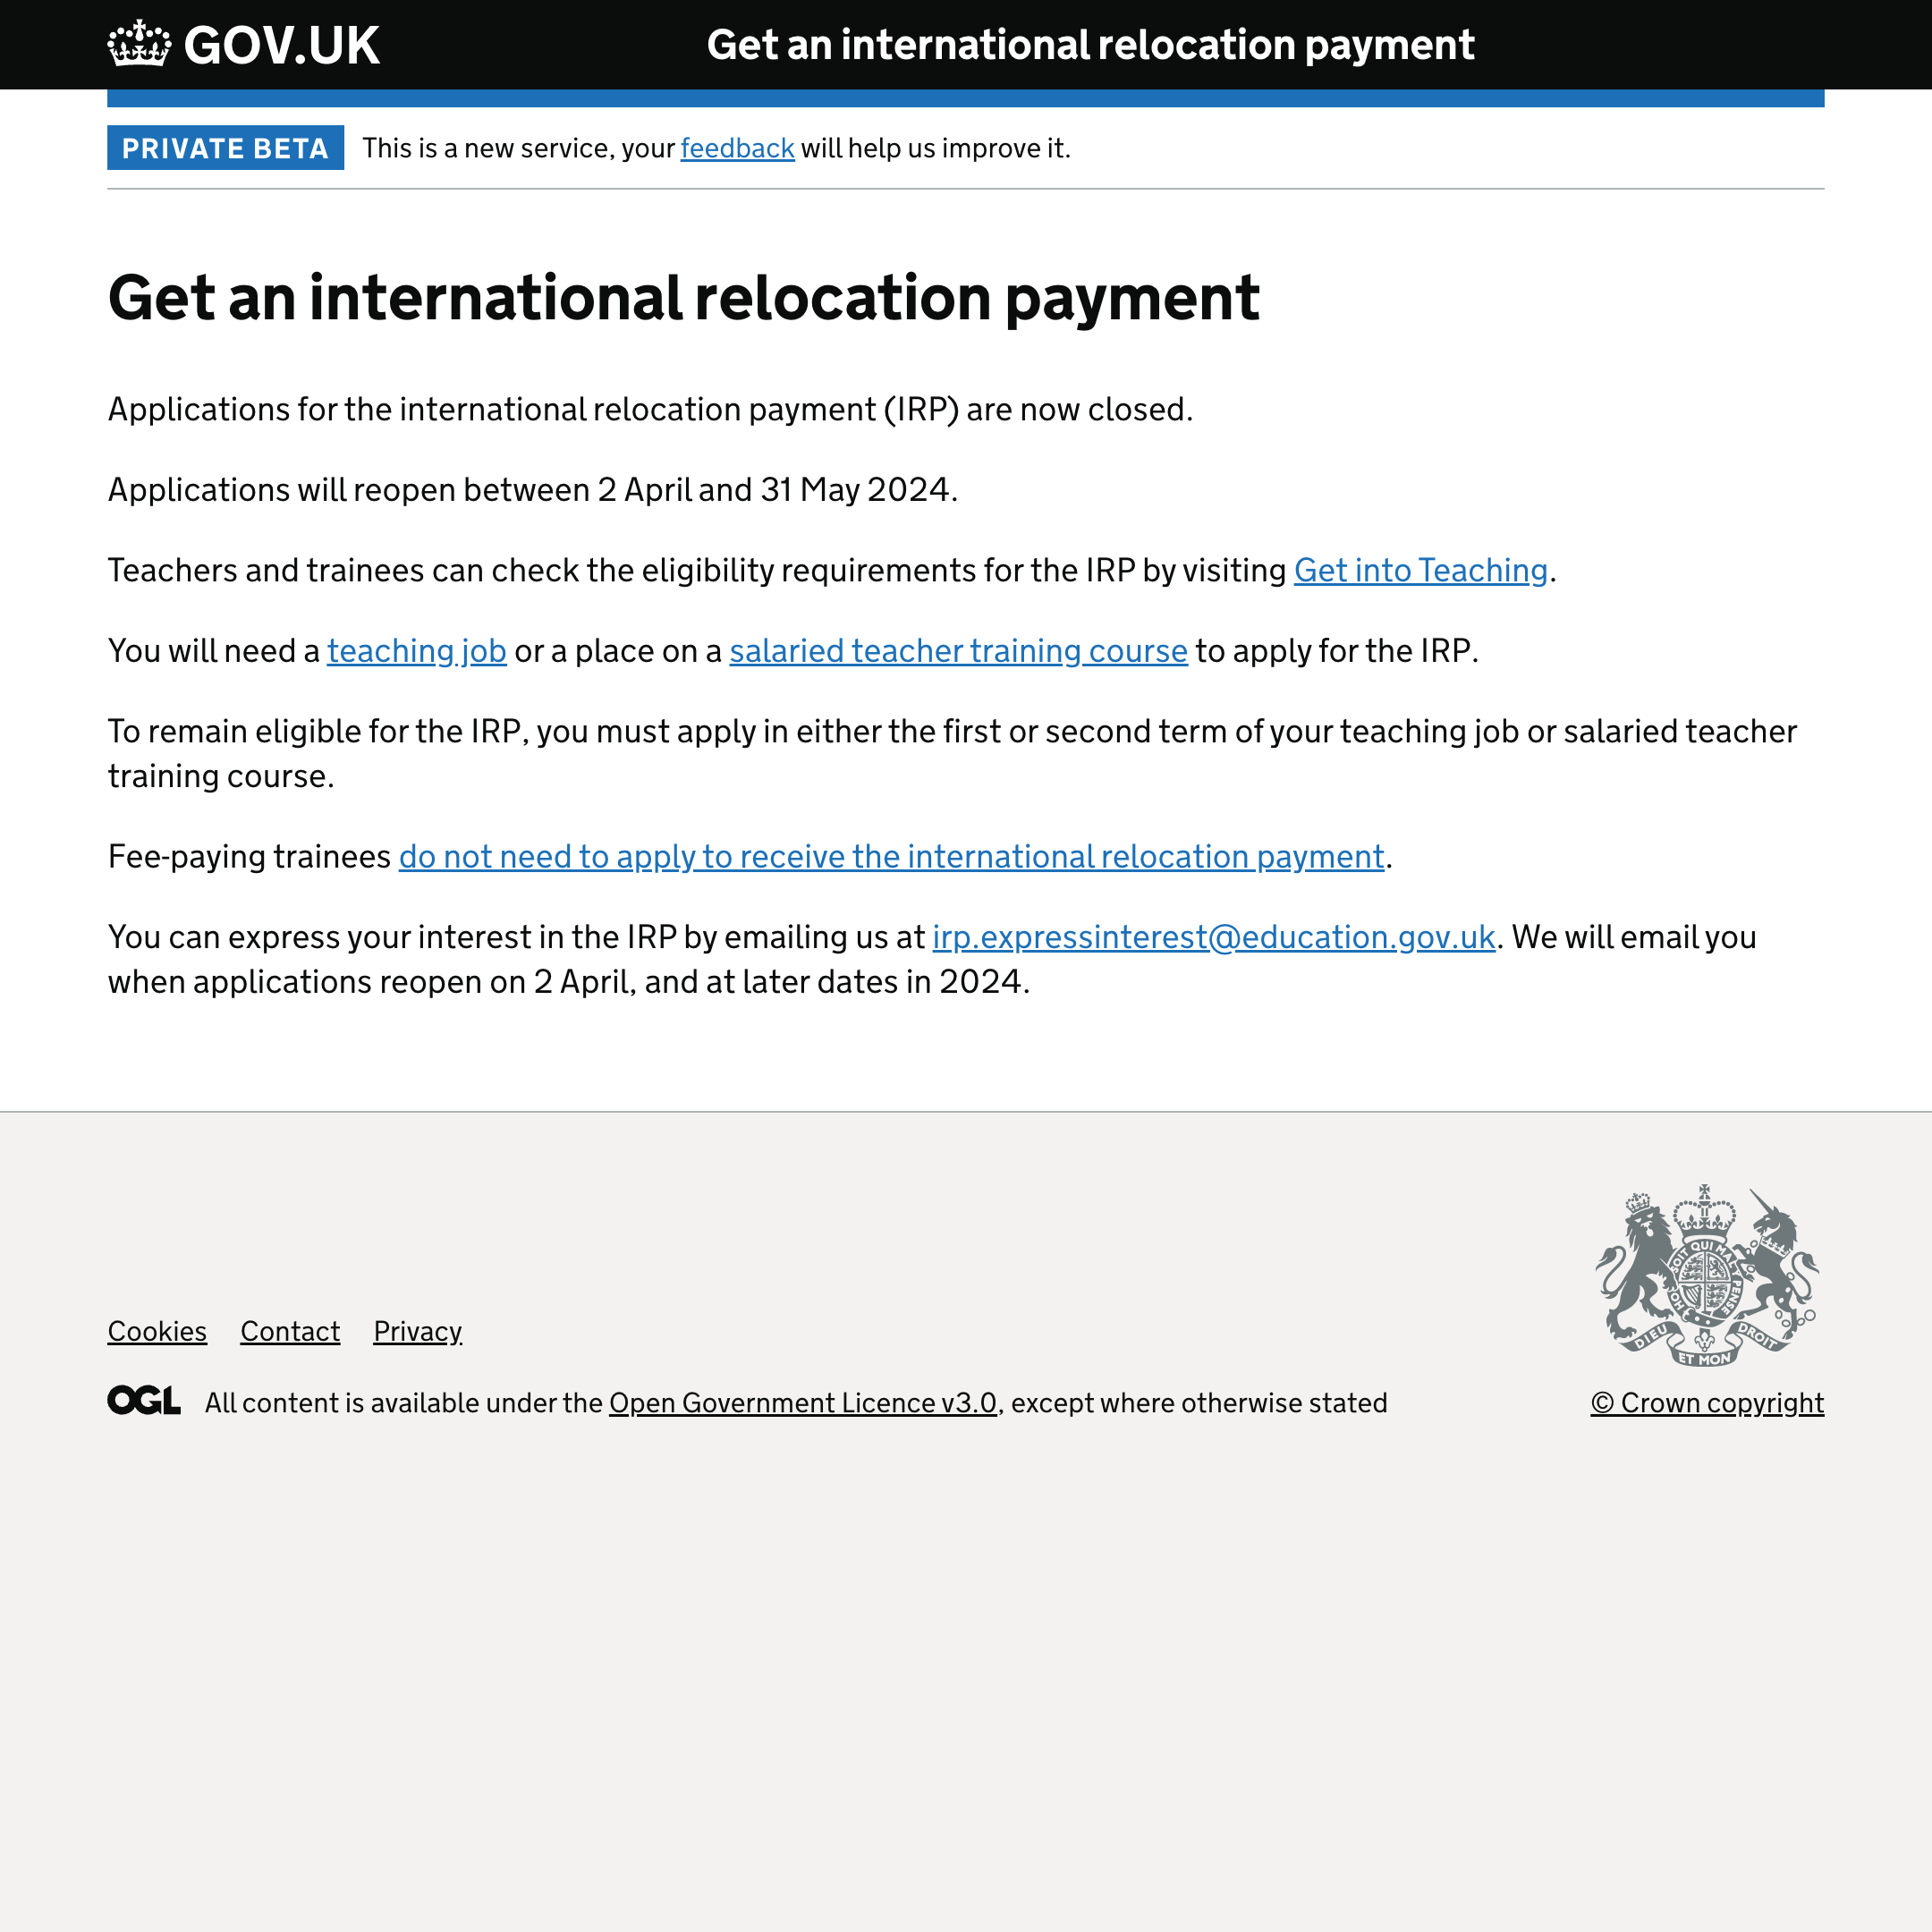 GOV.UK
Get an international relocation payment
PRIVATE BETA
This is a new service, your feedback will help us improve it.
Get an international relocation payment
Applications for the international relocation payment (IRP) are now closed.
Applications will reopen between 2 April and 31 May 2024.
Teachers and trainees can check the eligibility requirements for the IRP by visiting Get into Teaching.
You will need a teaching job or a place on a salaried teacher training course to apply for the IRP.
To remain eligible for the IRP, you must apply in either the first or second term of your teaching job or salaried teacher
training course.
Fee-paying trainees do not need to apply to receive the international relocation payment.
You can express your interest in the IRP by emailing us at irp.expressinterest@education.gov.uk. We will email you
when applications reopen on 2 April, and at later dates in 2024.
SOIT QUI MAL Y PENSE
HO
DIEU ET MON DROIT
Cookies Contact Privacy
OGL All content is available under the Open Government Licence v3.0, except where otherwise stated
© Crown copyright